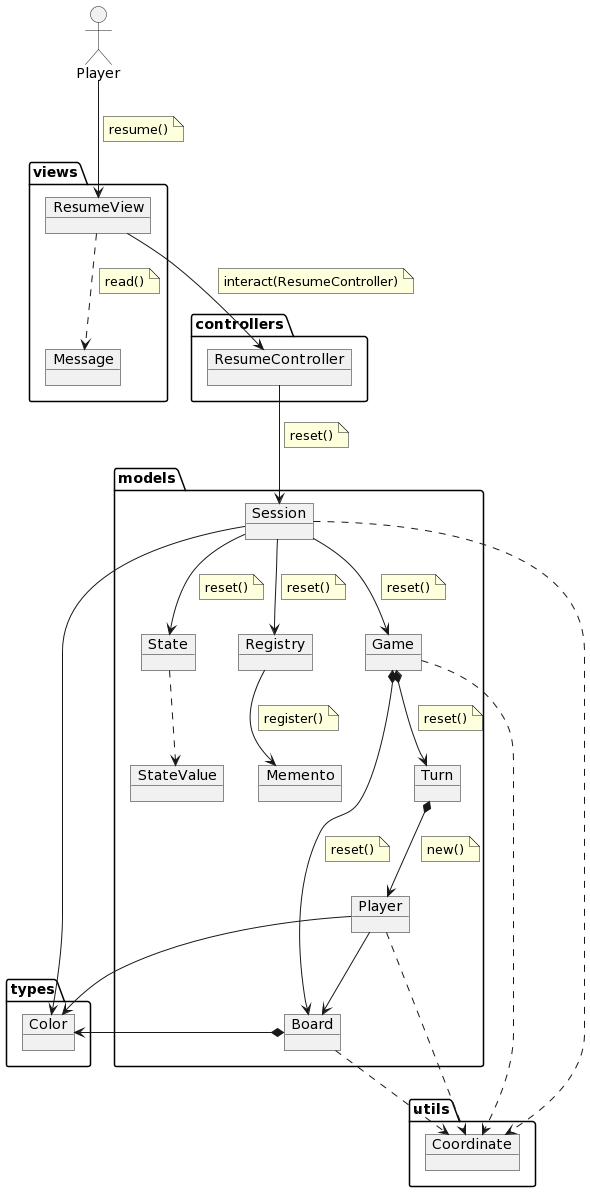 Player
resume()
views
ResumeView
read()
interact(ResumeController)
controllers
Message
ResumeController
reset()
models
Session
reset()
reset()
reset()
State
Registry
Game
register()
reset()
StateValue
Memento
Turn
reset()
new()
Player
types
Color
Board
utils
Coordinate